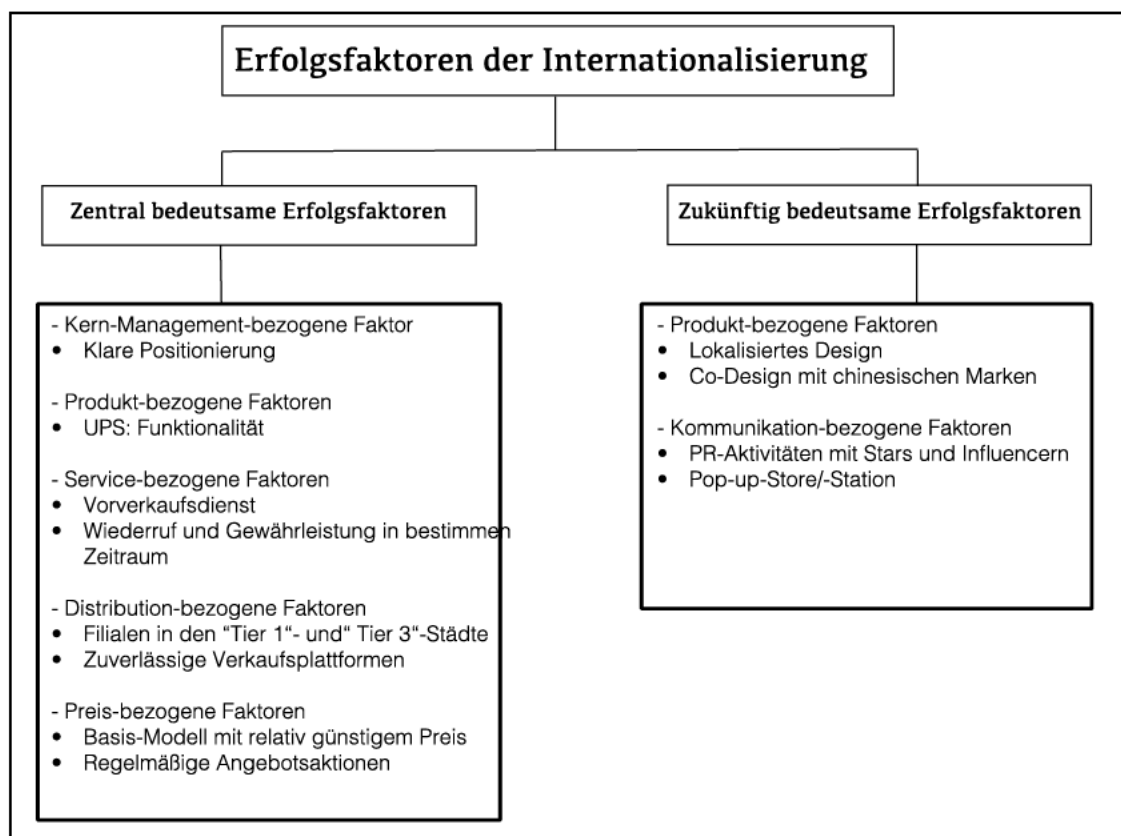 Erfolgsfaktoren der Internationalisierung
Zentral bedeutsame Erfolgsfaktoren
- Kern-Management-bezogene Faktor
• Klare Positionierung
- Produkt-bezogene Faktoren
• UPS: Funktionalität
- Service-bezogene Faktoren
• Vorverkaufsdienst
• Wiederruf und Gewährleistung in bestimmen
Zeitraum
- Distribution-bezogene Faktoren
• Filialen in den “Tier 1“- und“ Tier 3“-Städte
• Zuverlässige Verkaufsplattformen
- Preis-bezogene Faktoren
• Basis-Modell mit relativ günstigem Preis
• Regelmäßige Angebotsaktionen
Zukünftig bedeutsame Erfolgsfaktoren
- Produkt-bezogene Faktoren
• Lokalisiertes Design
• Co-Design mit chinesischen Marken
- Kommunikation-bezogene Faktoren
• PR-Aktivitäten mit Stars und Influencern
• Pop-up-Store/-Station